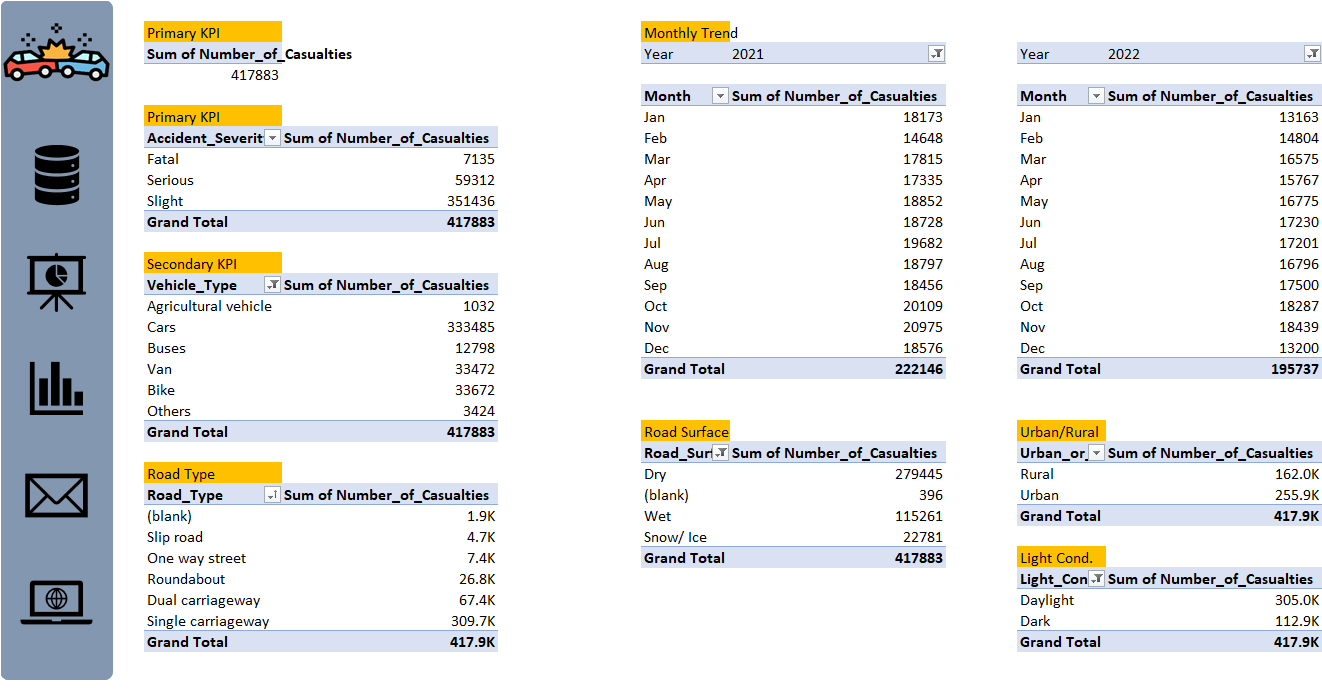 Primary KPI
Sum of Number_of_Casualties
417883
Primary KPI
Accident_Severit Sum of Number_of_Casualties
Fatal 7135
Serious 59312
Slight 351436
Grand Total 417883
Secondary KPI
Vehicle_Type Sum of Number_of_Casualties
Agricultural vehicle 1032
Cars 333485
Buses 12798
Van 33472
Bike 33672
Others 3424
Grand Total 417883
Road Type
Road_Type Sum of Number_of_Casualties
(blank) 1.9K
Slip road 4.7K
One way street 7.4K
Roundabout 26.8K
Dual carriageway 67.4K
Single carriageway 309.7K
Grand Total 417.9K
Monthly Trend
Year 2021
Month Sum of Number_of_Casualties
Jan 18173
Feb 14648
Mar 17815
Apr 17335
May 18852
Jun 18728
Jul 19682
Aug 18797
Sep 18456
Oct 20109
Nov 20975
Dec 18576
Grand Total 222146
Year 2022
Month Sum of Number_of_Casualties
Jan 13163
Feb 14804
Mar 16575
Apr 15767
May 16775
Jun 17230
Jul 17201
Aug 16796
Sep 17500
Oct 18287
Nov 18439
Dec 13200
Grand Total 195737
Road Surface
Road_Surf Sum of Number_of_Casualties
Dry 279445
(blank) 396
Wet 115261
Snow/ Ice 22781
Grand Total 417883
Urban/Rural
Urban_or_ Sum of Number_of_Casualties
Rural 162.0K
Urban 255.9K
Grand Total 417.9K
Light Cond.
Light_Con Sum of Number_of_Casualties
Daylight 305.0K
Dark 112.9K
Grand Total 417.9K